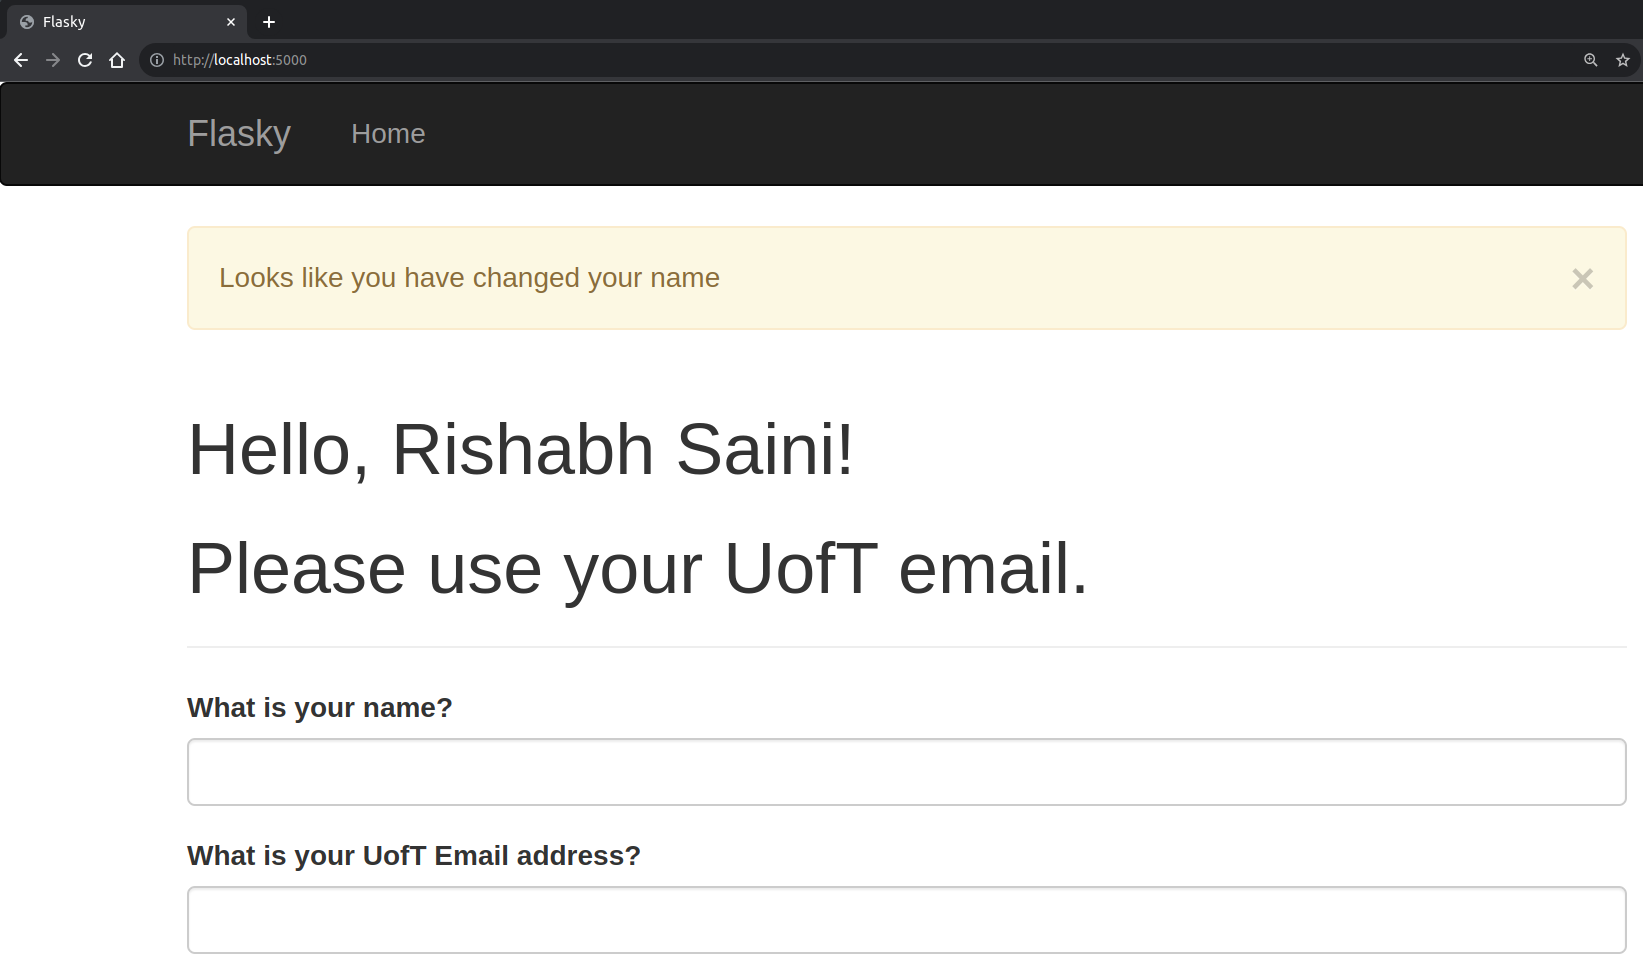 Flasky
http://localhost:5000
Flasky Home
Looks like you have changed your name ×
Hello, Rishabh Saini!
Please use your UofT email.
What is your name?
What is your UofT Email address?